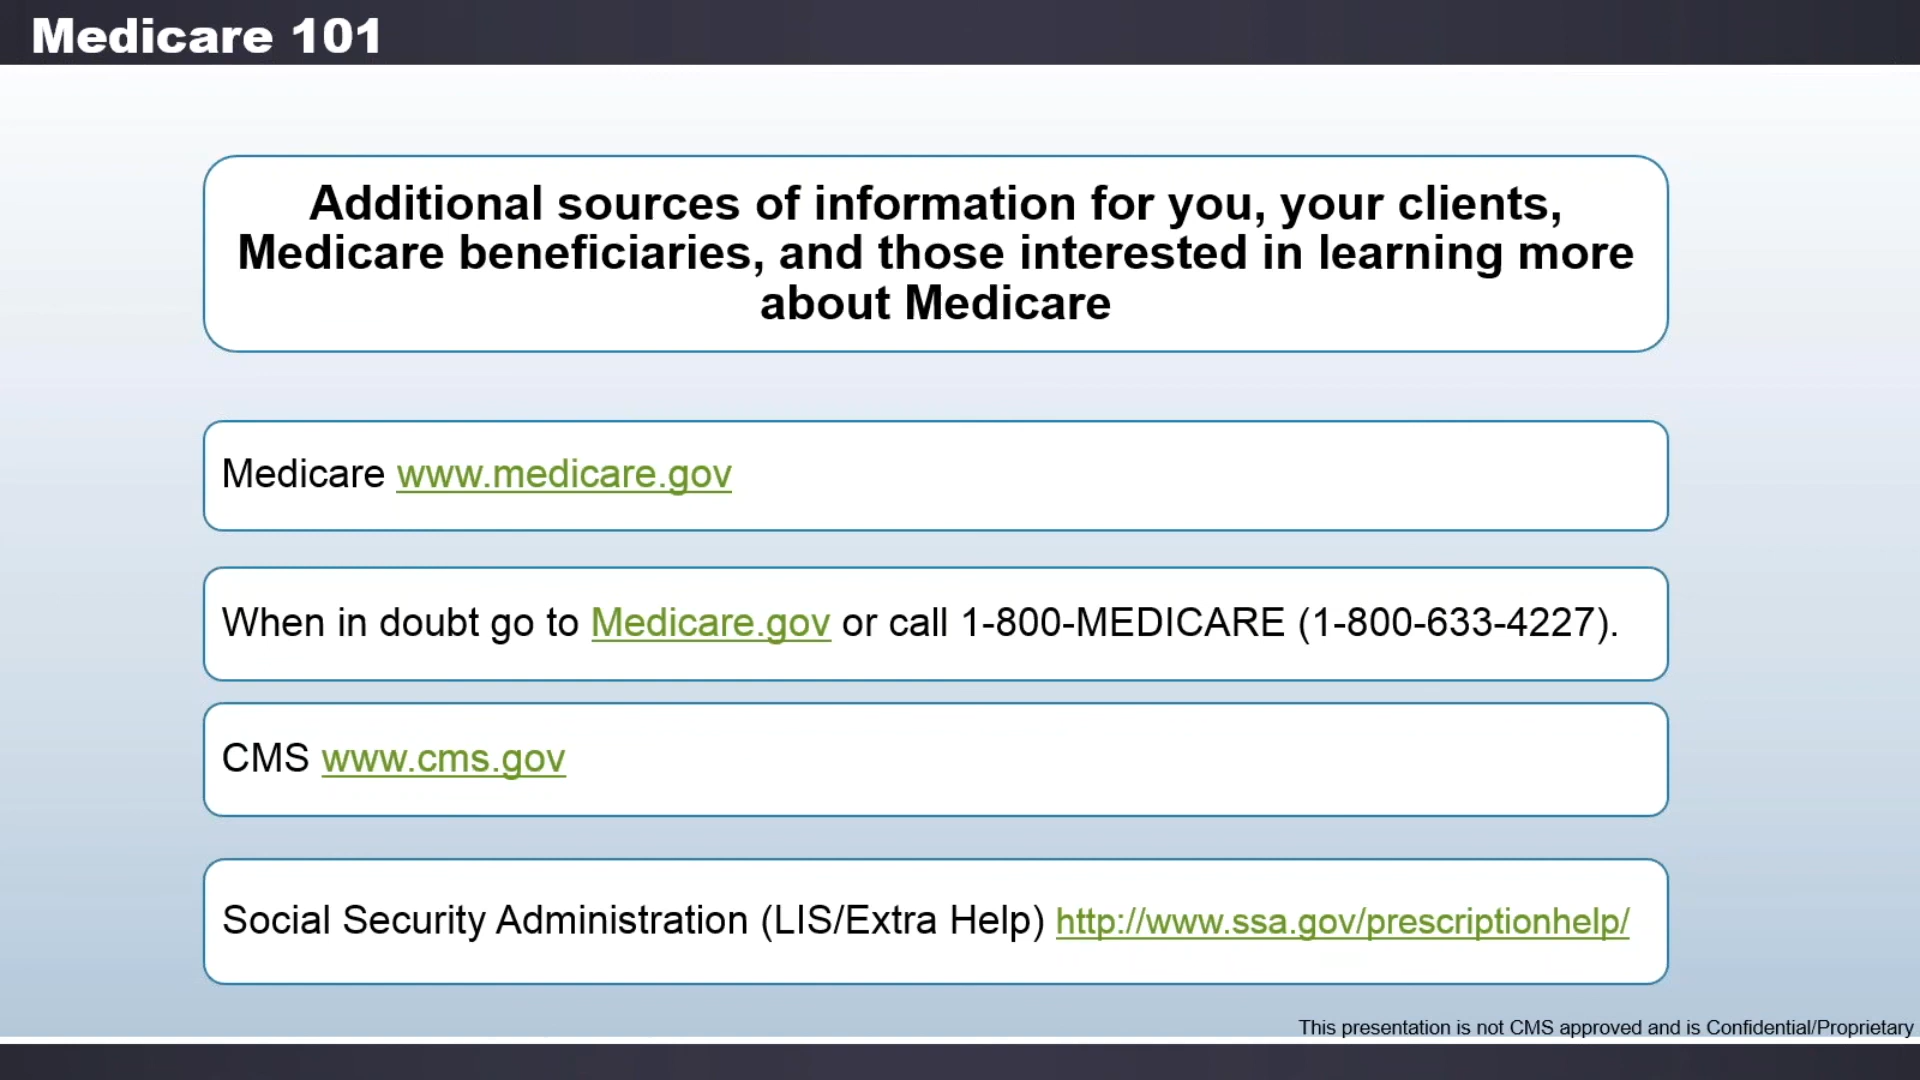 Medicare 101
Additional sources of information for you, your clients,
Medicare beneficiaries, and those interested in learning more
about Medicare
Medicare www.medicare.gov
When in doubt go to Medicare.gov or call 1-800-MEDICARE (1-800-633-4227).
CMS www.cms.gov
Social Security Administration (LIS/Extra Help) http://www.ssa.gov/prescriptionhelp/
This presentation is not CMS approved and is Confidential/Proprietary